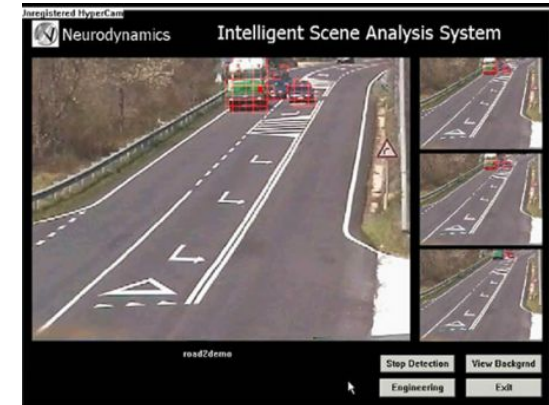 Unregistered HyperCam
Neurodynamics
Intelligent Scene Analysis System
road2demo
Stop Detection
View Backgrnd
Engineering
Exit